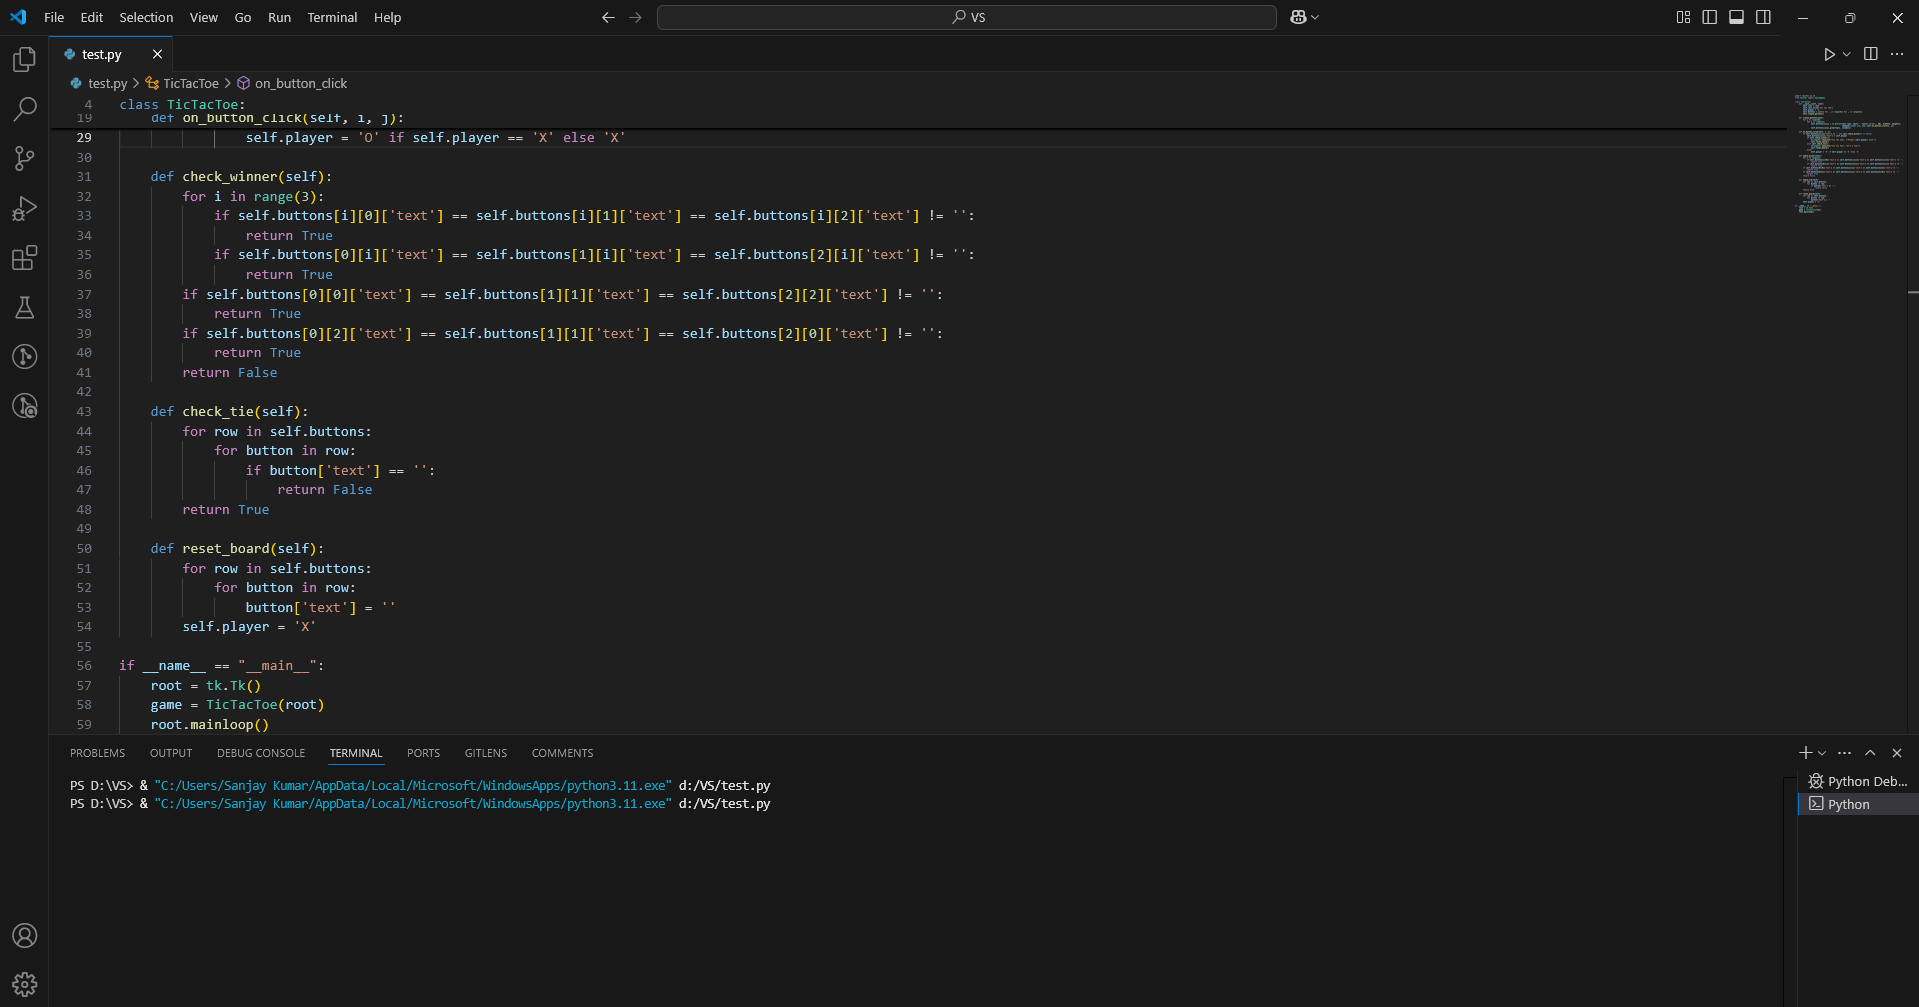 File Edit Selection View Go Run Terminal Help
VS
test.py
test.py > TicTacToe > on_button_click
4 class TicTacToe:
19     def on_button_click(self, i, j):
29                 self.player = 'O' if self.player == 'X' else 'X'
30
31     def check_winner(self):
32         for i in range(3):
33             if self.buttons[i][0]['text'] == self.buttons[i][1]['text'] == self.buttons[i][2]['text'] != '':
34                 return True
35             if self.buttons[0][i]['text'] == self.buttons[1][i]['text'] == self.buttons[2][i]['text'] != '':
36                 return True
37         if self.buttons[0][0]['text'] == self.buttons[1][1]['text'] == self.buttons[2][2]['text'] != '':
38             return True
39         if self.buttons[0][2]['text'] == self.buttons[1][1]['text'] == self.buttons[2][0]['text'] != '':
40             return True
41         return False
42
43     def check_tie(self):
44         for row in self.buttons:
45             for button in row:
46                 if button['text'] == '':
47                     return False
48         return True
49
50     def reset_board(self):
51         for row in self.buttons:
52             for button in row:
53                 button['text'] = ''
54         self.player = 'X'
55
56 if __name__ == "__main__":
57     root = tk.Tk()
58     game = TicTacToe(root)
59     root.mainloop()
PROBLEMS OUTPUT DEBUG CONSOLE TERMINAL PORTS GITLENS COMMENTS
PS D:\VS> & "C:/Users/Sanjay Kumar/AppData/Local/Microsoft/WindowsApps/python3.11.exe" d:/VS/test.py
PS D:\VS> & "C:/Users/Sanjay Kumar/AppData/Local/Microsoft/WindowsApps/python3.11.exe" d:/VS/test.py
Python Deb...
Python